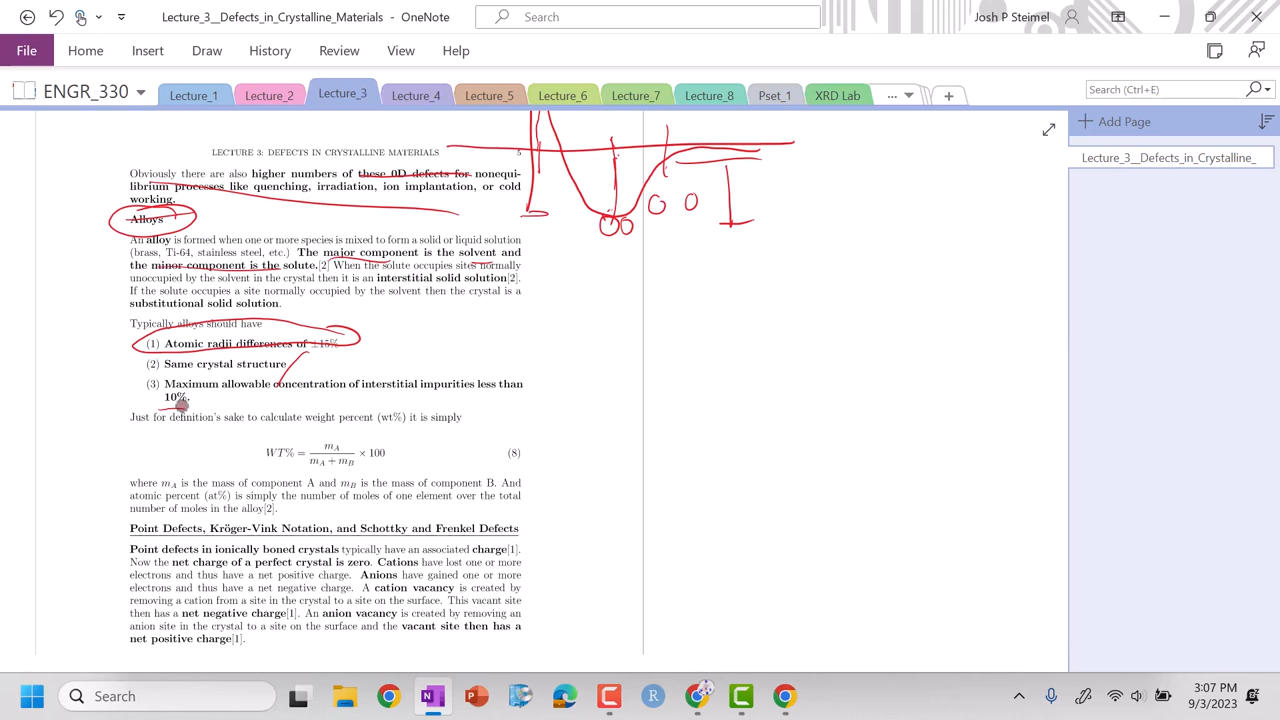 Lecture_3__Defects_in_Crystalline_Materials - OneNote
Search
Josh P Steimel
File Home Insert Draw History Review View Help
ENGR_330
Lecture_1 Lecture_2 Lecture_3 Lecture_4 Lecture_5 Lecture_6 Lecture_7 Lecture_8 Pset_1 XRD Lab ...
Search (Ctrl+E)
Add Page
Lecture_3__Defects_in_Crystalline_
LECTURE 3: DEFECTS IN CRYSTALLINE MATERIALS 5
Obviously there are also higher numbers of these 0D defects for nonequi-
librium processes like quenching, irradiation, ion implantation, or cold
working.
Alloys
An alloy is formed when one or more species is mixed to form a solid or liquid solution
(brass, Ti-64, stainless steel, etc.) The major component is the solvent and
the minor component is the solute.[2] When the solute occupies sites normally
unoccupied by the solvent in the crystal then it is an interstitial solid solution[2].
If the solute occupies a site normally occupied by the solvent then the crystal is a
substitutional solid solution.
Typically alloys should have
(1) Atomic radii differences of ±15%
(2) Same crystal structure
(3) Maximum allowable concentration of interstitial impurities less than
10%.
Just for definition's sake to calculate weight percent (wt%) it is simply
WT% = m_A / (m_A + m_B) × 100 (8)
where m_A is the mass of component A and m_B is the mass of component B. And
atomic percent (at%) is simply the number of moles of one element over the total
number of moles in the alloy[2].
Point Defects, Kröger-Vink Notation, and Schottky and Frenkel Defects
Point defects in ionically boned crystals typically have an associated charge[1].
Now the net charge of a perfect crystal is zero. Cations have lost one or more
electrons and thus have a net positive charge. Anions have gained one or more
electrons and thus have a net negative charge. A cation vacancy is created by
removing a cation from a site in the crystal to a site on the surface. This vacant site
then has a net negative charge[1]. An anion vacancy is created by removing an
anion site in the crystal to a site on the surface and the vacant site then has a
net positive charge[1].
Search
3:07 PM
9/3/2023